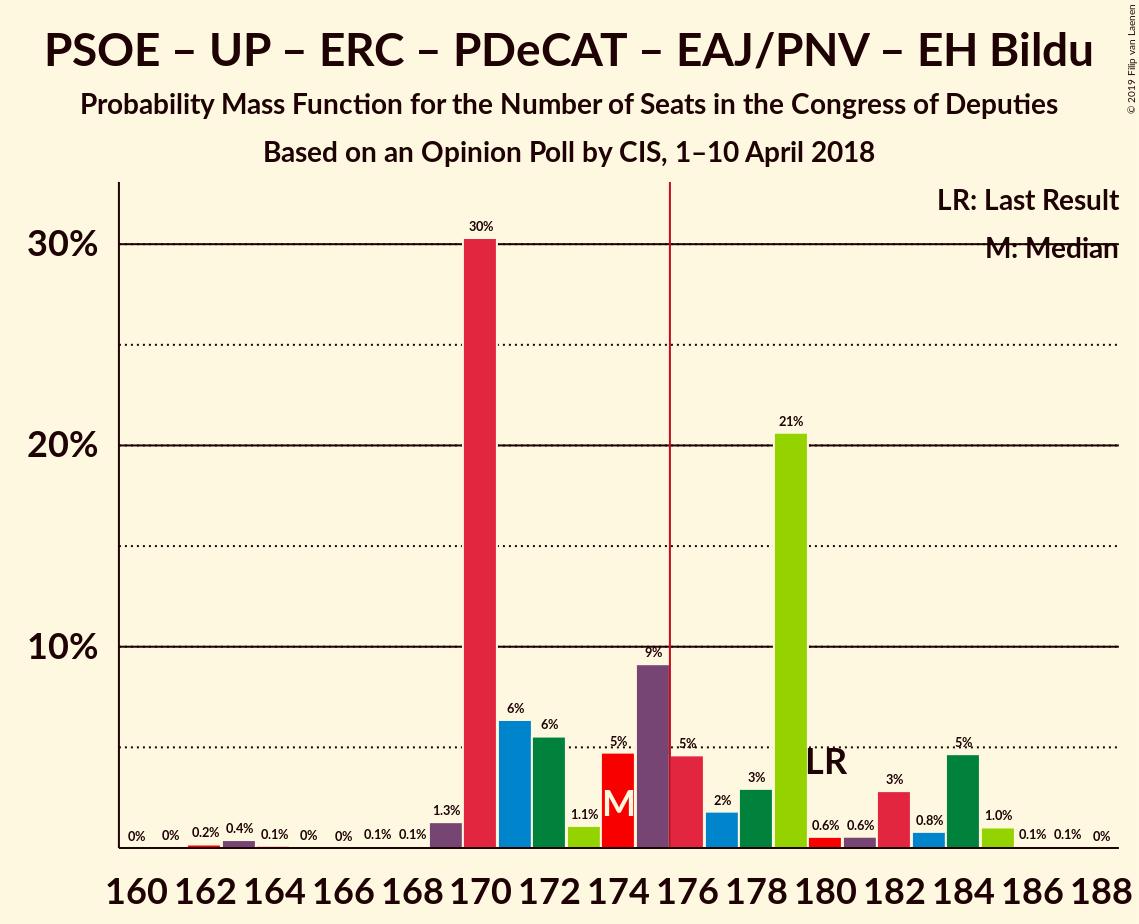 PSOE – UP – ERC – PDeCAT – EAJ/PNV – EH Bildu
Probability Mass Function for the Number of Seats in the Congress of Deputies
Based on an Opinion Poll by CIS, 1–10 April 2018
© 2019 Filip van Laenen
LR: Last Result
M: Median
30%
20%
10%
0% 0% 0.2% 0.4% 0.1% 0% 0% 0.1% 0.1% 1.3% 30% 6% 6% 1.1% 5% 9% 5% 2% 3% 21% 0.6% 0.6% 3% 0.8% 5% 1.0% 0.1% 0.1% 0%
M
LR
160 162 164 166 168 170 172 174 176 178 180 182 184 186 188